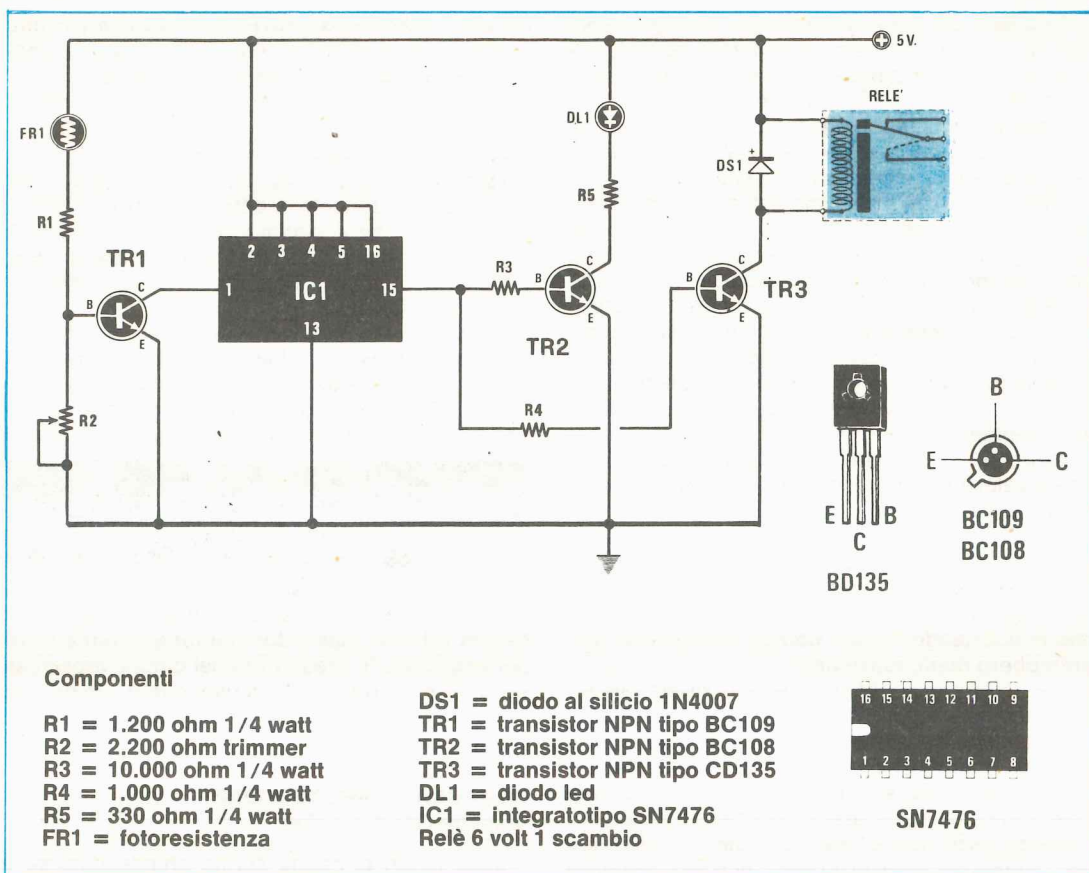 5 V.
RELE'
FR1
DL1
DS1
+
R1
R5
TR1
2 3 4 5 16
C
B
E
1 IC1 15
13
R3
B
C
E
TR2
B
C
E
TR3
R2
R4
B
E C
E B
C
BC109
BC108
BD135
Componenti
R1 = 1.200 ohm 1/4 watt
R2 = 2.200 ohm trimmer
R3 = 10.000 ohm 1/4 watt
R4 = 1.000 ohm 1/4 watt
R5 = 330 ohm 1/4 watt
FR1 = fotoresistenza
DS1 = diodo al silicio 1N4007
TR1 = transistor NPN tipo BC109
TR2 = transistor NPN tipo BC108
TR3 = transistor NPN tipo CD135
DL1 = diodo led
IC1 = integratotipo SN7476
Relè 6 volt 1 scambio
16 15 14 13 12 11 10 9
1 2 3 4 5 6 7 8
SN7476